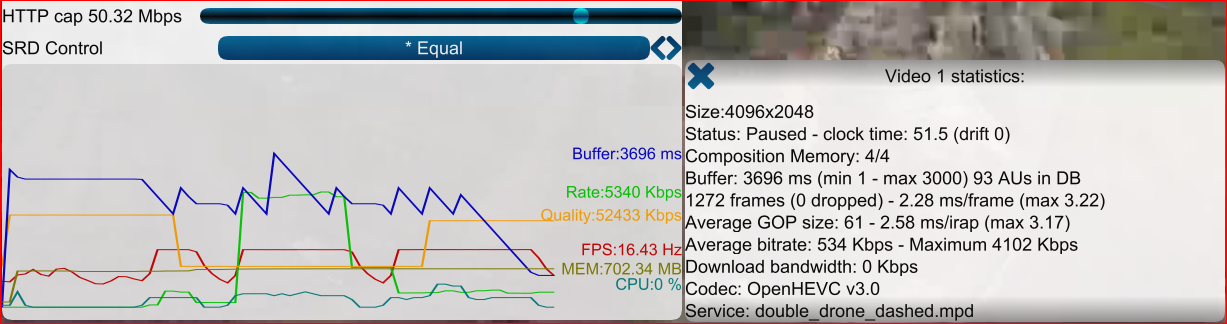 HTTP cap 50.32 Mbps
SRD Control
* Equal
Buffer:3696 ms
Rate:5340 Kbps
Quality:52433 Kbps
FPS:16.43 Hz
MEM:702.34 MB
CPU:0 %
Video 1 statistics:
Size:4096x2048
Status: Paused - clock time: 51.5 (drift 0)
Composition Memory: 4/4
Buffer: 3696 ms (min 1 - max 3000) 93 AUs in DB
1272 frames (0 dropped) - 2.28 ms/frame (max 3.22)
Average GOP size: 61 - 2.58 ms/irap (max 3.17)
Average bitrate: 534 Kbps - Maximum 4102 Kbps
Download bandwidth: 0 Kbps
Codec: OpenHEVC v3.0
Service: double_drone_dashed.mpd